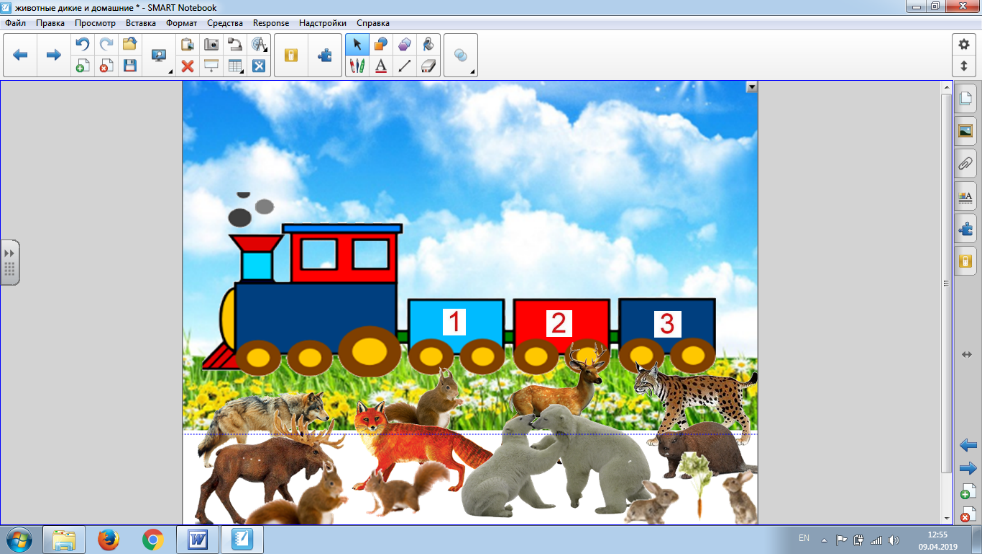 животные дикие и домашние * - SMART Notebook
Файл Правка Просмотр Вставка Формат Средства Response Надстройки Справка
1 2 3
EN
12:55
09.04.2019